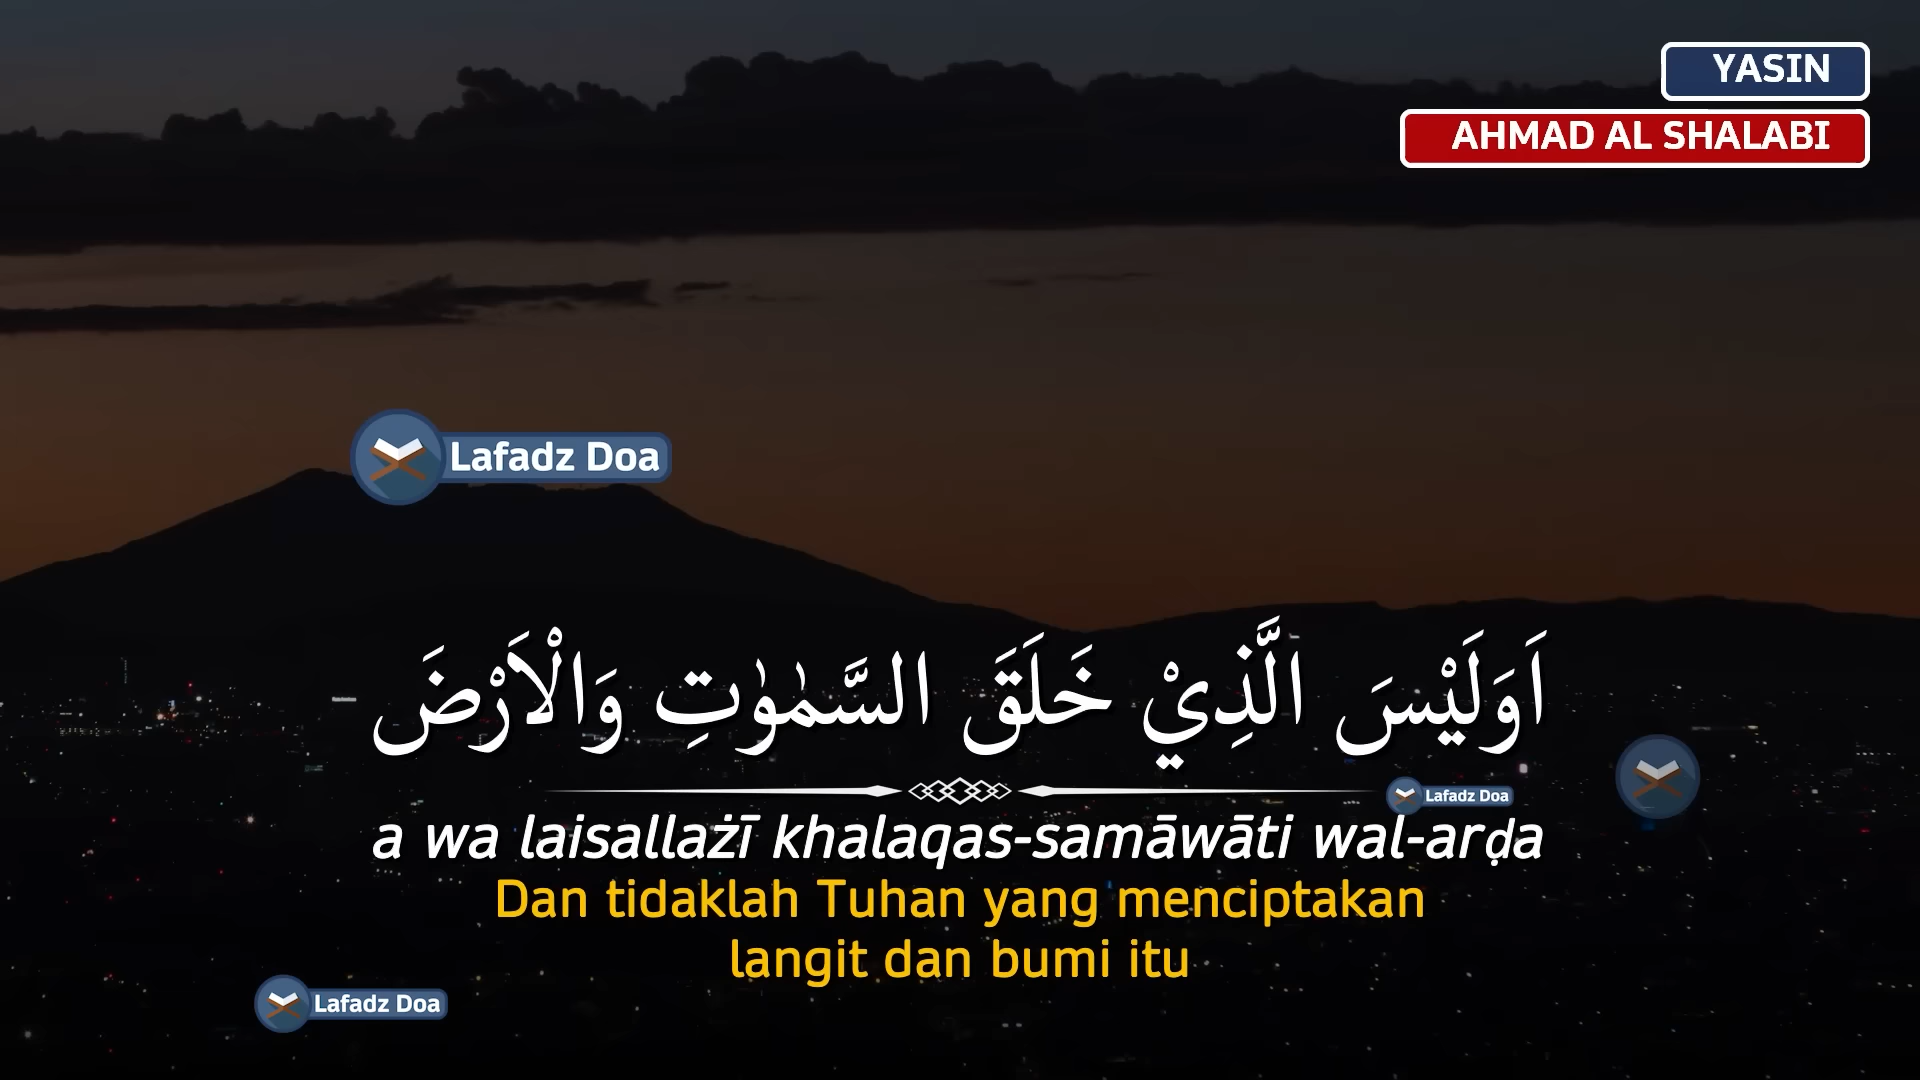 YASIN
AHMAD AL SHALABI
Lafadz Doa
اَوَلَيْسَ الَّذِيْ خَلَقَ السَّمٰوٰتِ وَالْاَرْضَ
Lafadz Doa
a wa laisallażī khalaqas-samāwāti wal-arḍa
Dan tidaklah Tuhan yang menciptakan
langit dan bumi itu
Lafadz Doa